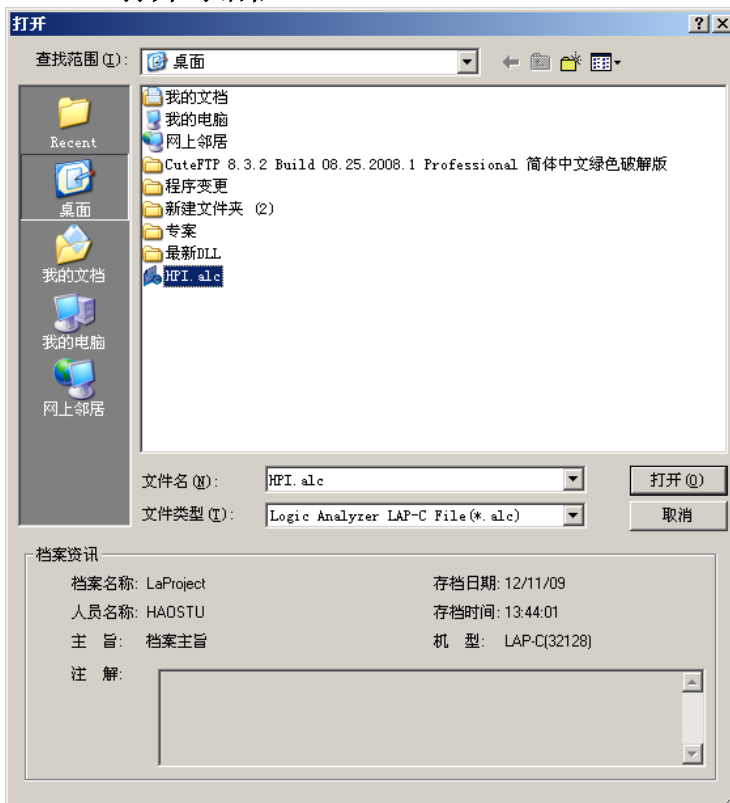 打开
查找范围(I):
桌面
Recent
桌面
我的文档
我的电脑
网上邻居
我的文档
我的电脑
网上邻居
CuteFTP 8.3.2 Build 08.25.2008.1 Professional 简体中文绿色破解版
程序变更
新建文件夹 (2)
专案
最新DLL
HPI.alc
文件名(N): HPI.alc 打开(O)
文件类型(T): Logic Analyzer LAP-C File(*.alc) 取消
档案资讯
档案名称: LaProject 存档日期: 12/11/09
人员名称: HAOSTU 存档时间: 13:44:01
主 旨: 档案主旨 机 型: LAP-C(32128)
注 解: